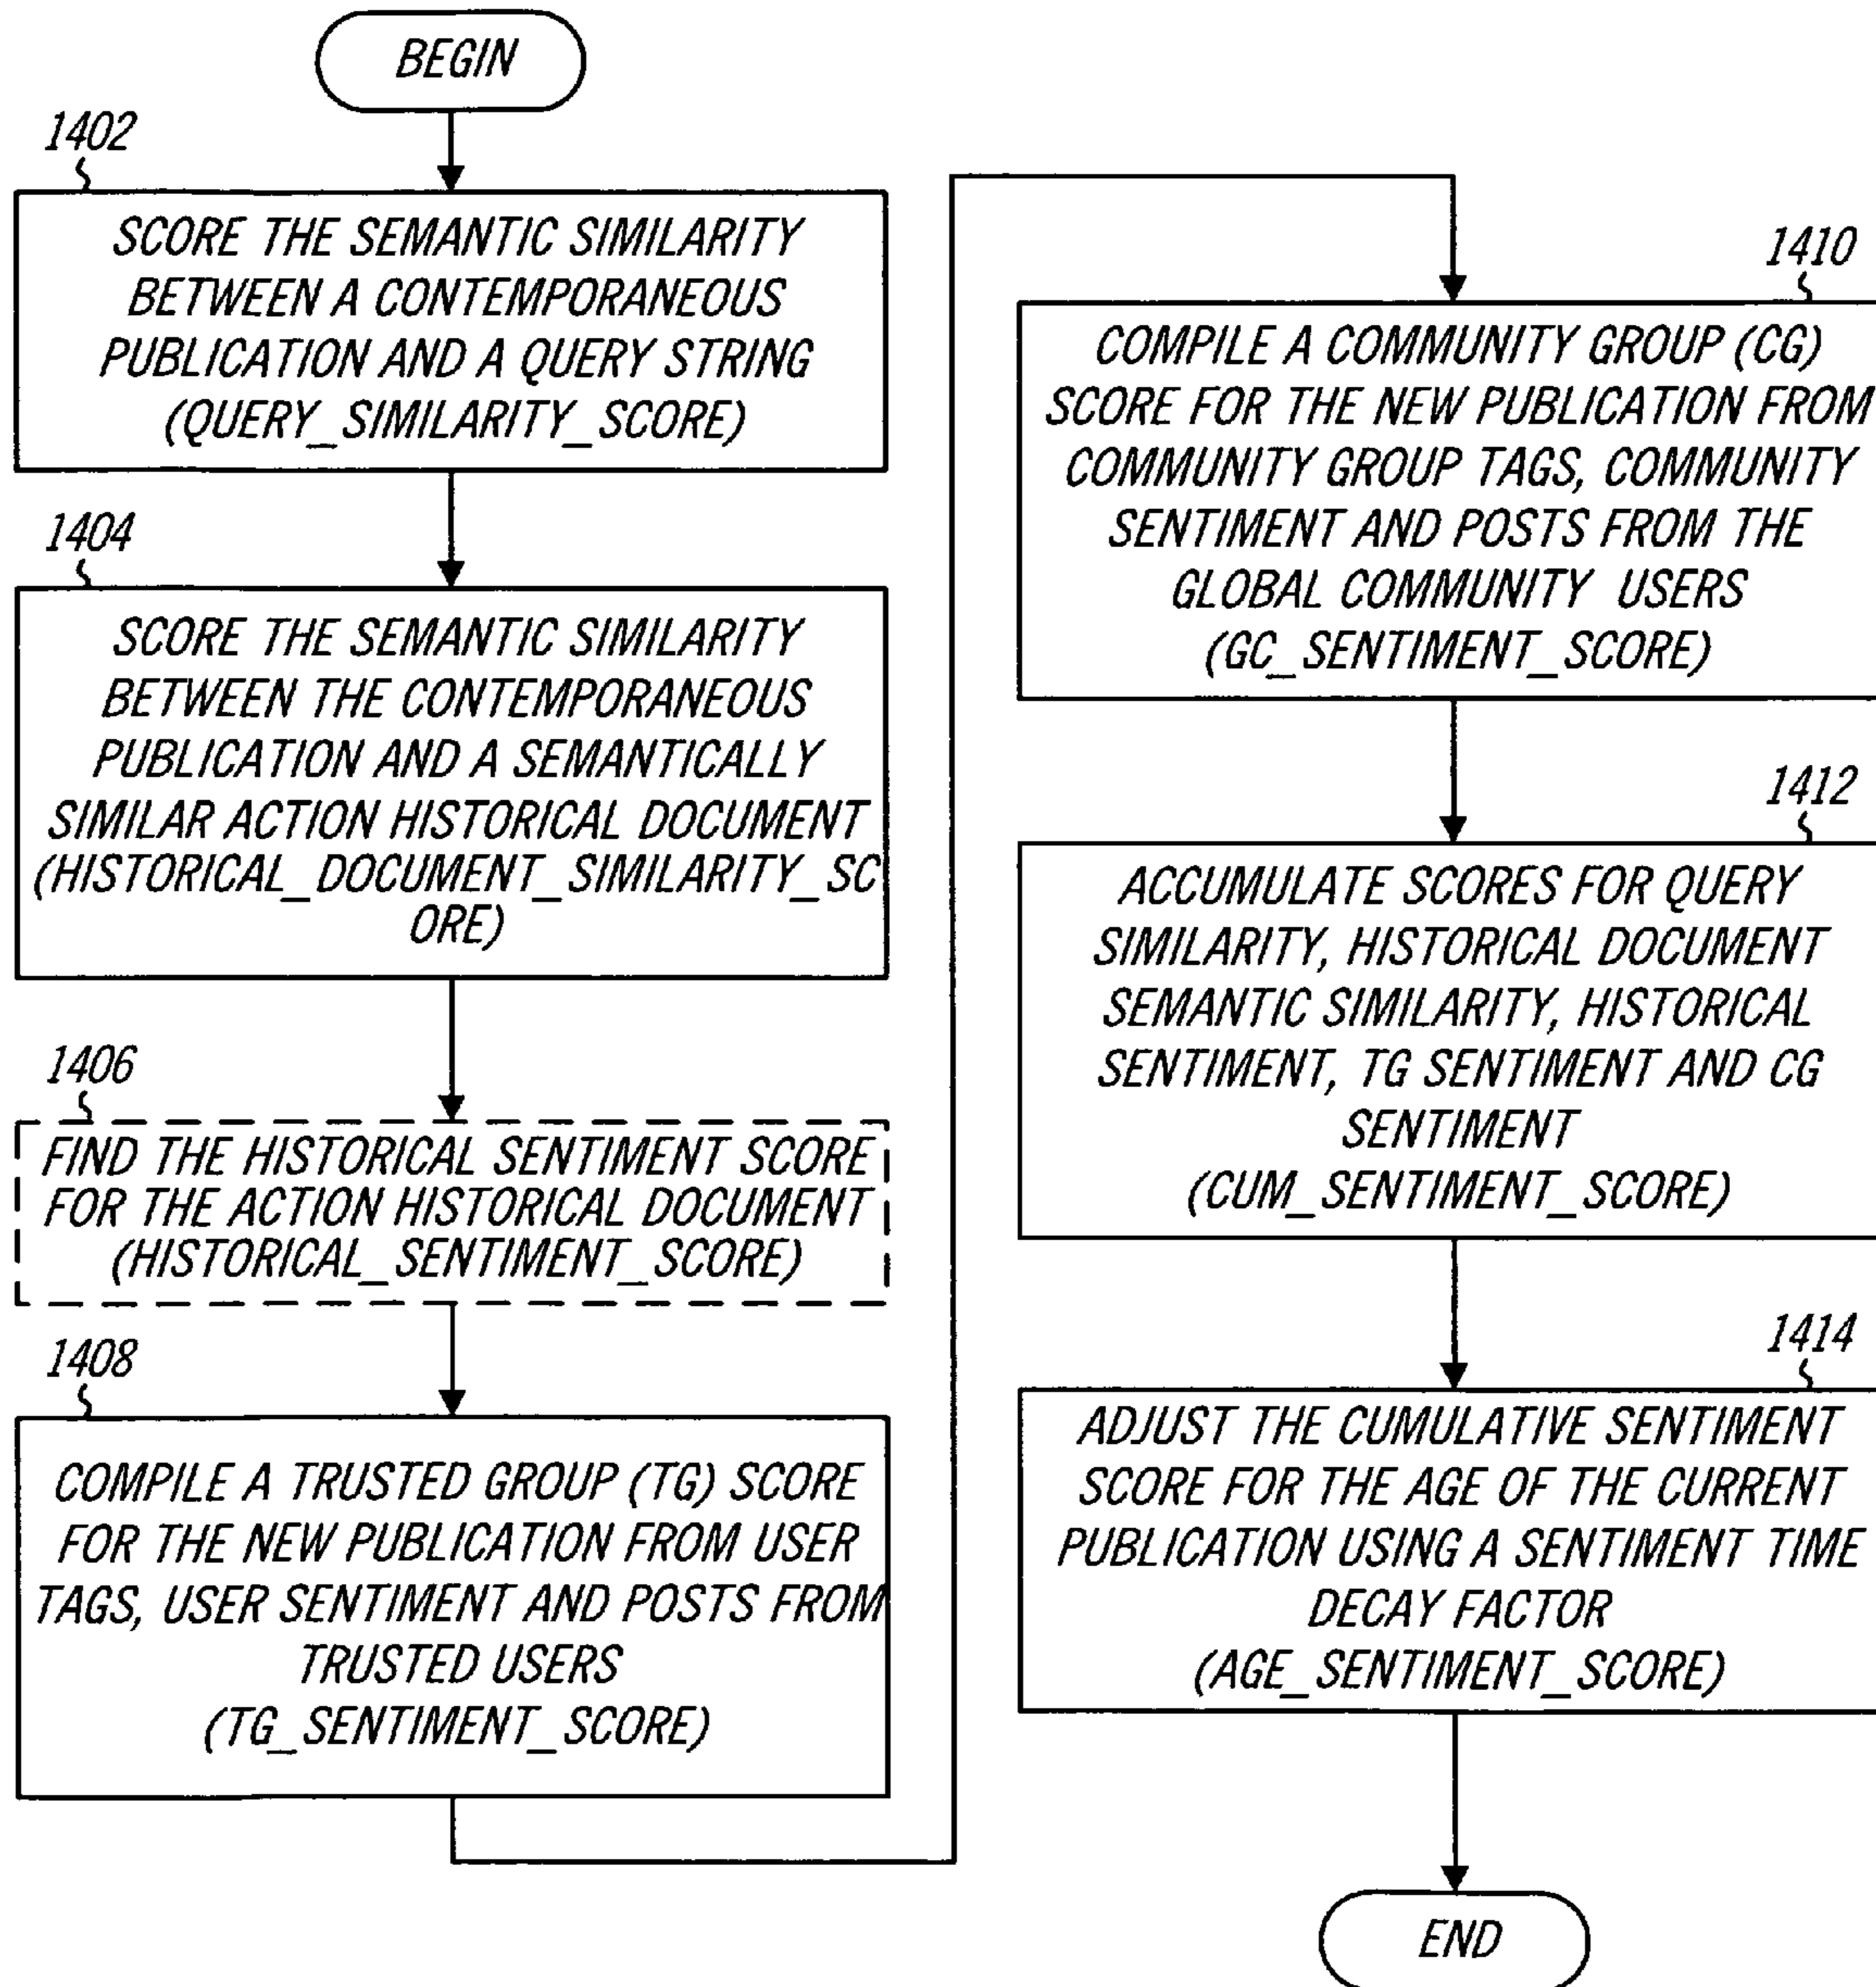 BEGIN
1402
SCORE THE SEMANTIC SIMILARITY
BETWEEN A CONTEMPORANEOUS
PUBLICATION AND A QUERY STRING
(QUERY_SIMILARITY_SCORE)
1404
SCORE THE SEMANTIC SIMILARITY
BETWEEN THE CONTEMPORANEOUS
PUBLICATION AND A SEMANTICALLY
SIMILAR ACTION HISTORICAL DOCUMENT
(HISTORICAL_DOCUMENT_SIMILARITY_SC
ORE)
1406
FIND THE HISTORICAL SENTIMENT SCORE
FOR THE ACTION HISTORICAL DOCUMENT
(HISTORICAL_SENTIMENT_SCORE)
1408
COMPILE A TRUSTED GROUP (TG) SCORE
FOR THE NEW PUBLICATION FROM USER
TAGS, USER SENTIMENT AND POSTS FROM
TRUSTED USERS
(TG_SENTIMENT_SCORE)
1410
COMPILE A COMMUNITY GROUP (CG)
SCORE FOR THE NEW PUBLICATION FROM
COMMUNITY GROUP TAGS, COMMUNITY
SENTIMENT AND POSTS FROM THE
GLOBAL COMMUNITY USERS
(GC_SENTIMENT_SCORE)
1412
ACCUMULATE SCORES FOR QUERY
SIMILARITY, HISTORICAL DOCUMENT
SEMANTIC SIMILARITY, HISTORICAL
SENTIMENT, TG SENTIMENT AND CG
SENTIMENT
(CUM_SENTIMENT_SCORE)
1414
ADJUST THE CUMULATIVE SENTIMENT
SCORE FOR THE AGE OF THE CURRENT
PUBLICATION USING A SENTIMENT TIME
DECAY FACTOR
(AGE_SENTIMENT_SCORE)
END